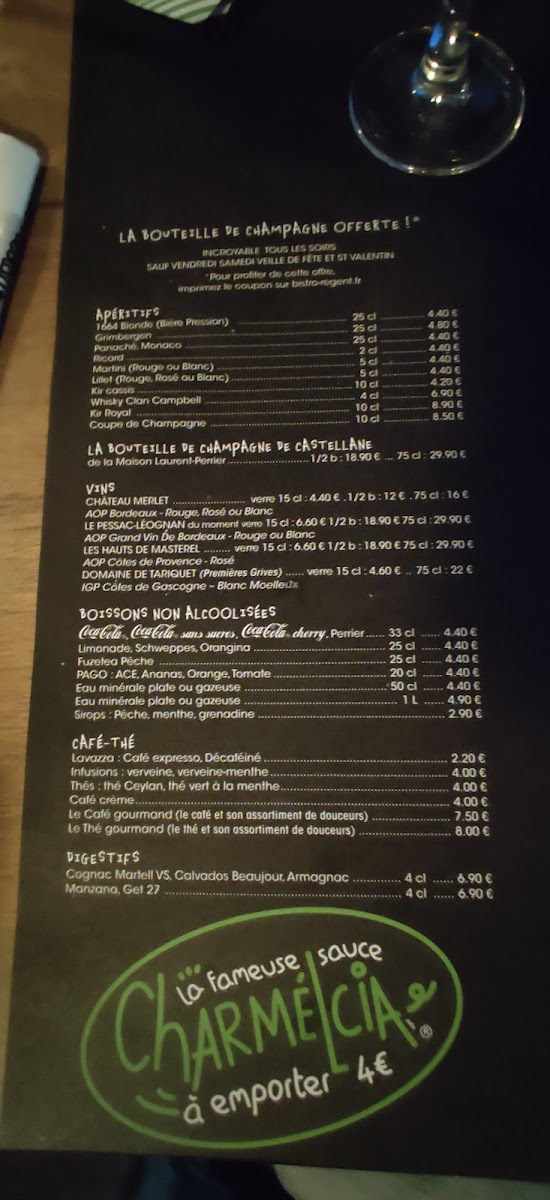 LA BOUTEILLE DE CHAMPAGNE OFFERTE !*
INCROYABLE TOUS LES SOIRS
SAUF VENDREDI SAMEDI VEILLE DE FÊTE ET ST VALENTIN
*Pour profiter de cette offre,
imprimez le coupon sur bistro-regent.fr
APÉRITIFS
1664 Blonde (Bière Pression) ........ 25 cl ........ 4.40 €
Grimbergen ........ 25 cl ........ 4.80 €
Panaché, Monaco ........ 25 cl ........ 4.40 €
Ricard ........ 2 cl ........ 4.40 €
Martini (Rouge ou Blanc) ........ 5 cl ........ 4.40 €
Lillet (Rouge, Rosé ou Blanc) ........ 5 cl ........ 4.40 €
Kir cassis ........ 10 cl ........ 4.20 €
Whisky Clan Campbell ........ 4 cl ........ 6.90 €
Kir Royal ........ 10 cl ........ 8.90 €
Coupe de Champagne ........ 10 cl ........ 8.50 €
LA BOUTEILLE DE CHAMPAGNE DE CASTELLANE
de la Maison Laurent-Perrier ........ 1/2 b : 18.90 € ... 75 cl : 29.90 €
VINS
CHÂTEAU MERLET ........ verre 15 cl : 4.40 € . 1/2 b : 12 € . 75 cl : 16 €
AOP Bordeaux - Rouge, Rosé ou Blanc
LE PESSAC-LÉOGNAN du moment verre 15 cl : 6.60 € 1/2 b : 18.90 € 75 cl : 29.90 €
AOP Grand Vin De Bordeaux - Rouge ou Blanc
LES HAUTS DE MASTEREL ........ verre 15 cl : 6.60 € 1/2 b : 18.90 € 75 cl : 29.90 €
AOP Côtes de Provence - Rosé
DOMAINE DE TARIQUET (Premières Grives) ...... verre 15 cl : 4.60 € .. 75 cl : 22 €
IGP Côtes de Gascogne - Blanc Moelleux
BOISSONS NON ALCOOLISÉES
Coca-Cola, Coca-Cola sans sucres, Coca-Cola cherry, Perrier ...... 33 cl ...... 4.40 €
Limonade, Schweppes, Orangina ........ 25 cl ...... 4.40 €
Fuzetea Pêche ........ 25 cl ...... 4.40 €
PAGO : ACE, Ananas, Orange, Tomate ........ 20 cl ...... 4.40 €
Eau minérale plate ou gazeuse ........ 50 cl ...... 4.40 €
Eau minérale plate ou gazeuse ........ 1 L ...... 4.90 €
Sirops : Pêche, menthe, grenadine ........ 2.90 €
CAFÉ-THÉ
Lavazza : Café expresso, Décaféiné ........ 2.20 €
Infusions : verveine, verveine-menthe ........ 4.00 €
Thés : thé Ceylan, thé vert à la menthe ........ 4.00 €
Café crème ........ 4.00 €
Le Café gourmand (le café et son assortiment de douceurs) ........ 7.50 €
Le Thé gourmand (le thé et son assortiment de douceurs) ........ 8.00 €
DIGESTIFS
Cognac Martell VS, Calvados Beaujour, Armagnac ........ 4 cl ...... 6.90 €
Manzana, Get 27 ........ 4 cl ...... 6.90 €
La Fameuse sauce
CHARMÉLCIA ®
à emporter 4€